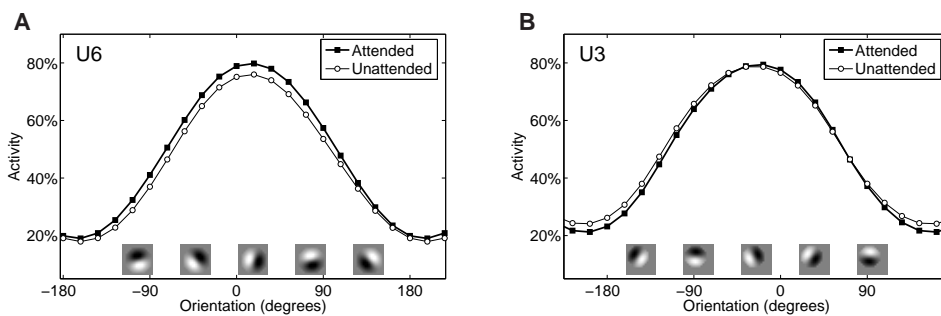 A
U6
Attended
Unattended
80%
60%
40%
20%
Activity
−180
−90
0
90
180
Orientation (degrees)
B
U3
Attended
Unattended
80%
60%
40%
20%
Activity
−180
−90
0
90
Orientation (degrees)